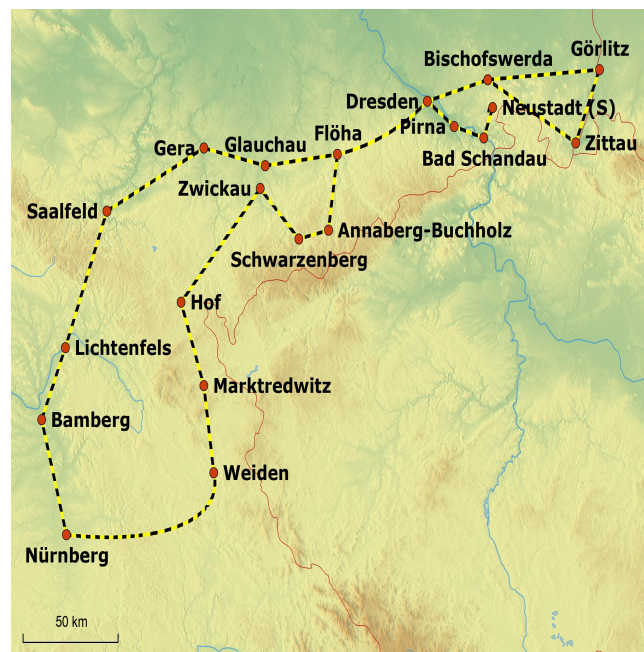 Görlitz
Bischofswerda
Dresden
Neustadt (S)
Pirna
Flöha
Zittau
Glauchau
Gera
Bad Schandau
Zwickau
Saalfeld
Annaberg-Buchholz
Schwarzenberg
Hof
Lichtenfels
Marktredwitz
Bamberg
Weiden
Nürnberg
50 km